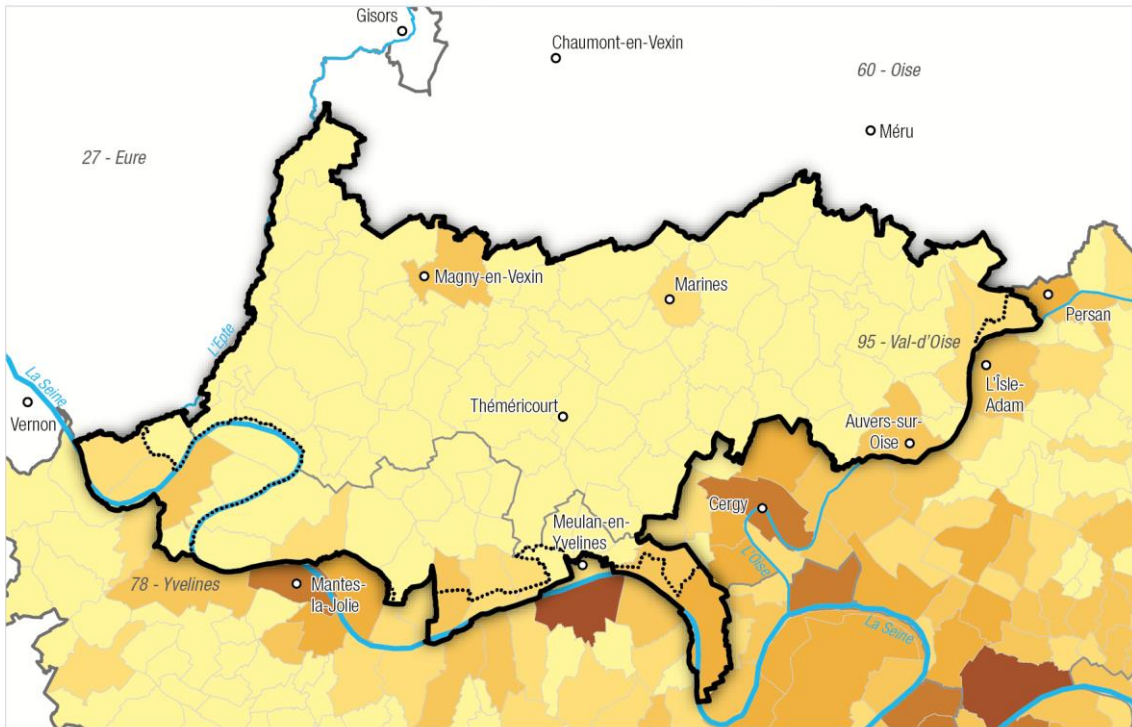 Gisors
Chaumont-en-Vexin
60 - Oise
Méru
27 - Eure
Magny-en-Vexin
Marines
Persan
L'Epte
95 - Val-d'Oise
La Seine
L'Île-
Adam
Vernon
Théméricourt
Auvers-sur-
Oise
Cergy
Meulan-en-
Yvelines
L'Oise
78 - Yvelines
Mantes-
la-Jolie
La Seine